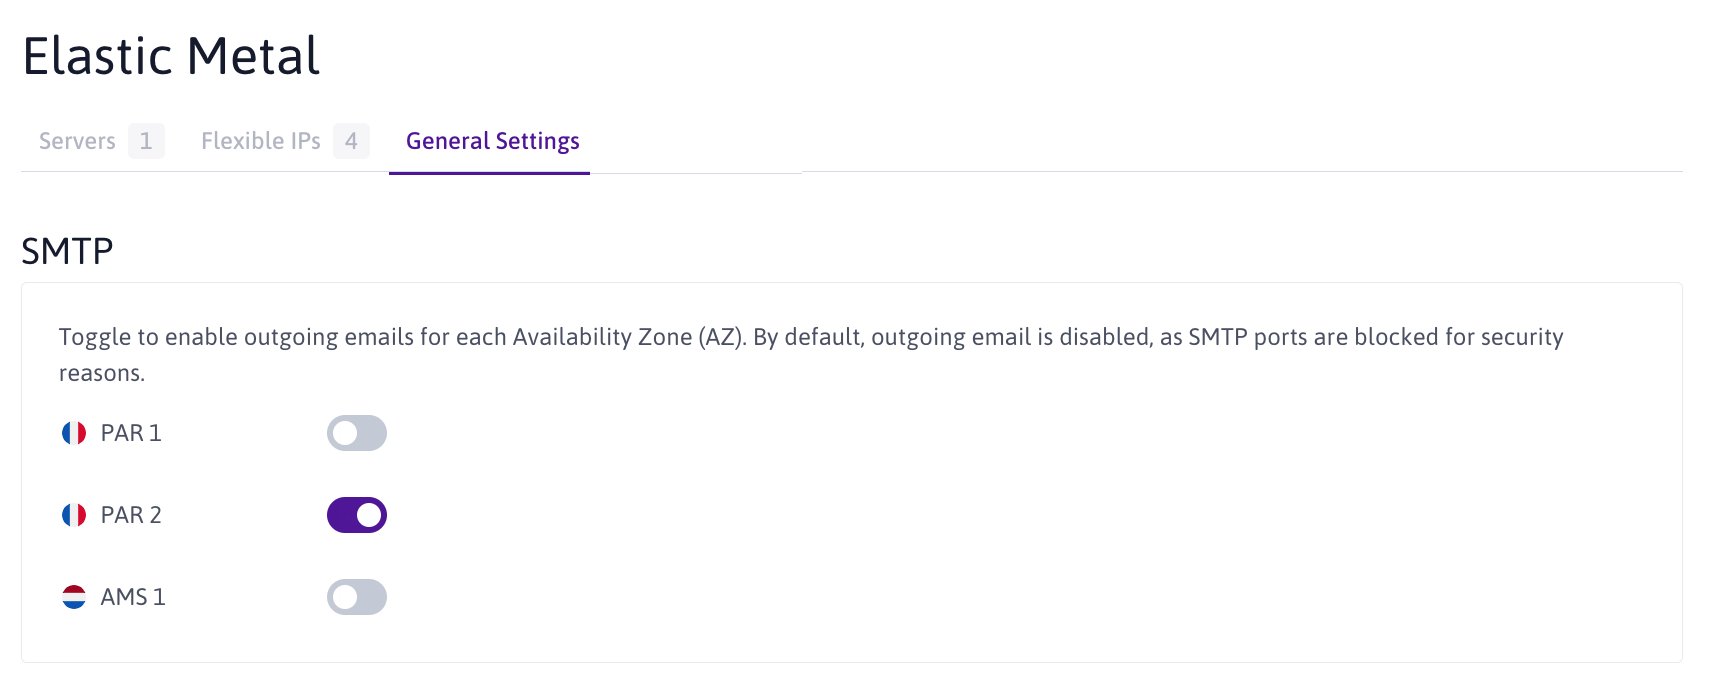 Elastic Metal
Servers 1 Flexible IPs 4 General Settings
SMTP
Toggle to enable outgoing emails for each Availability Zone (AZ). By default, outgoing email is disabled, as SMTP ports are blocked for security
reasons.
PAR 1
PAR 2
AMS 1